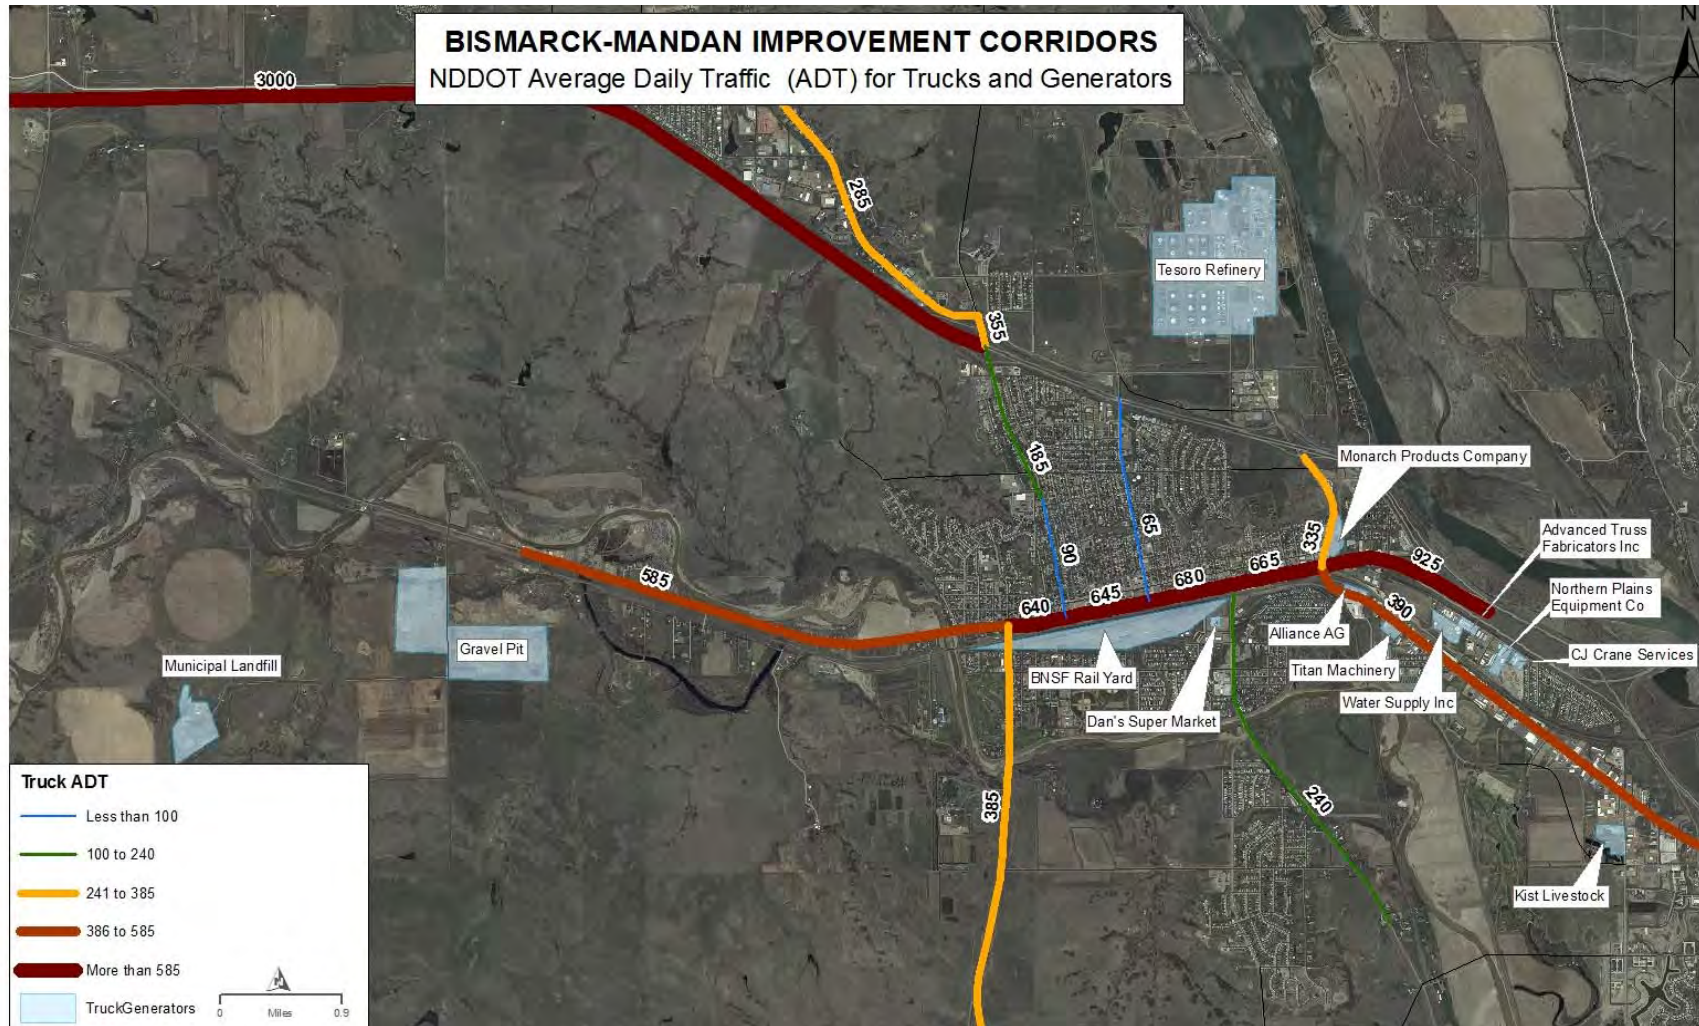 BISMARCK-MANDAN IMPROVEMENT CORRIDORS
NDDOT Average Daily Traffic (ADT) for Trucks and Generators
N
3000
285
355
Tesoro Refinery
185
90
65
Monarch Products Company
335
925
Advanced Truss
Fabricators Inc
Northern Plains
Equipment Co
585
640
645
680
665
390
Alliance AG
CJ Crane Services
Titan Machinery
Water Supply Inc
Gravel Pit
Municipal Landfill
BNSF Rail Yard
Dan's Super Market
385
240
Kist Livestock
Truck ADT
Less than 100
100 to 240
241 to 385
386 to 585
More than 585
TruckGenerators
N
0 Miles 0.9